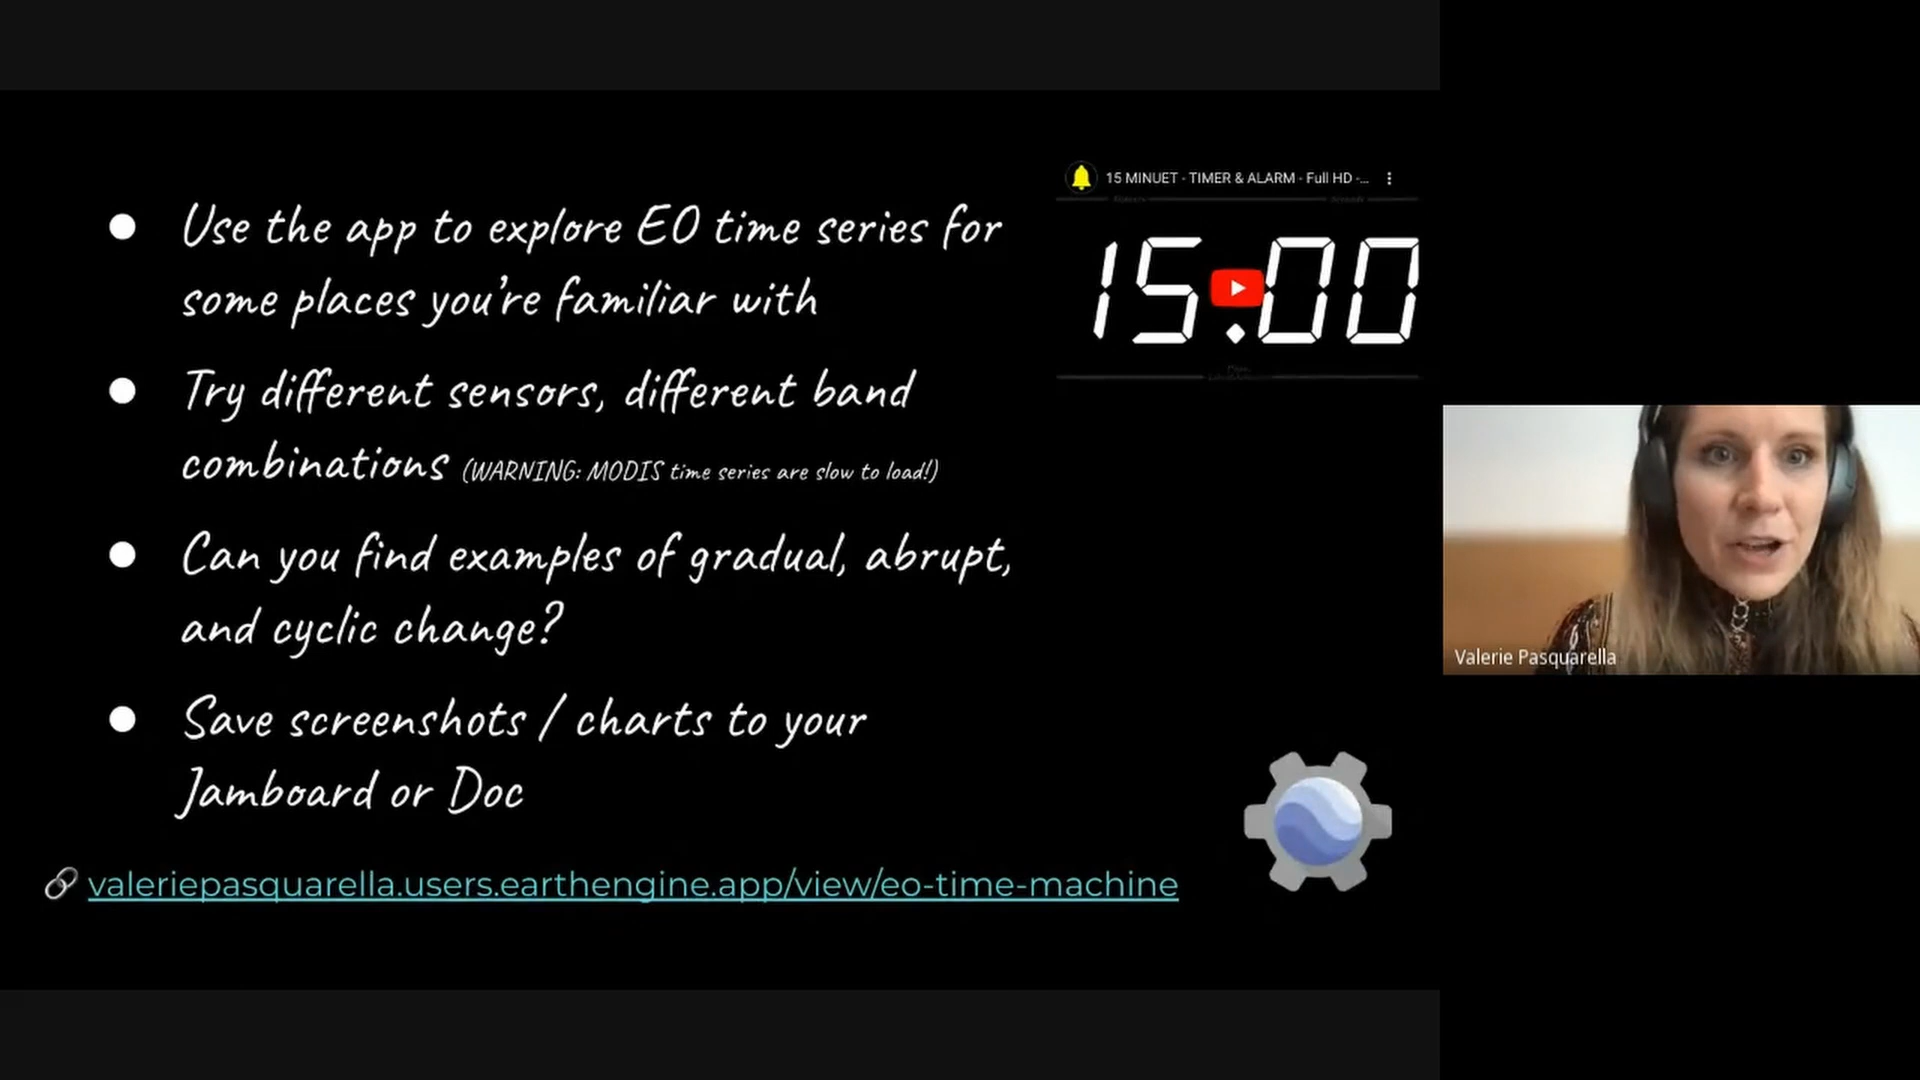 15 MINUET - TIMER & ALARM - Full HD -...
15:00
● Use the app to explore EO time series for
some places you're familiar with
● Try different sensors, different band
combinations (WARNING: MODIS time series are slow to load!)
● Can you find examples of gradual, abrupt,
and cyclic change?
● Save screenshots / charts to your
Jamboard or Doc
valeriepasquarella.users.earthengine.app/view/eo-time-machine
Valerie Pasquarella